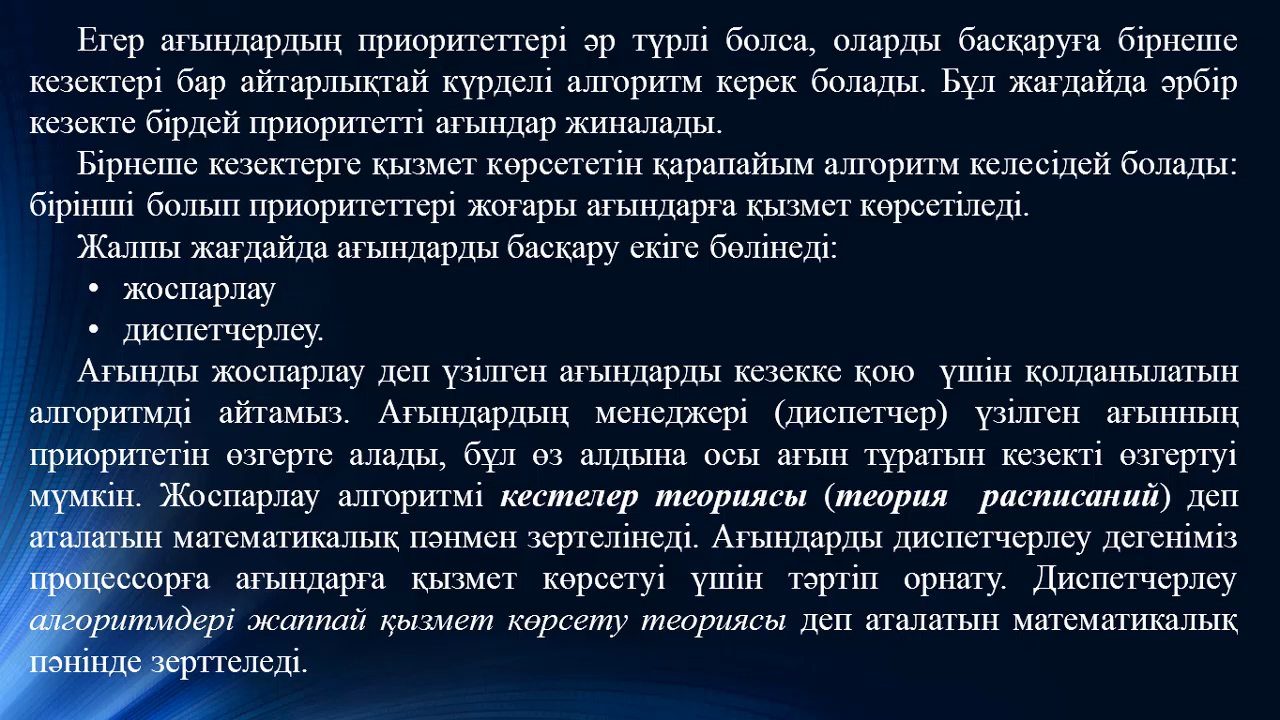 Егер ағындардың приоритеттері әр түрлі болса, оларды басқаруға бірнеше
кезектері бар айтарлықтай күрделі алгоритм керек болады. Бұл жағдайда әрбір
кезекте бірдей приоритетті ағындар жиналады.
Бірнеше кезектерге қызмет көрсететін қарапайым алгоритм келесідей болады:
бірінші болып приоритеттері жоғары ағындарға қызмет көрсетіледі.
Жалпы жағдайда ағындарды басқару екіге бөлінеді:
• жоспарлау
• диспетчерлеу.
Ағынды жоспарлау деп үзілген ағындарды кезекке қою үшін қолданылатын
алгоритмді айтамыз. Ағындардың менеджері (диспетчер) үзілген ағынның
приоритетін өзгерте алады, бұл өз алдына осы ағын тұратын кезекті өзгертуі
мүмкін. Жоспарлау алгоритмі кестелер теориясы (теория расписаний) деп
аталатын математикалық пәнмен зертелінеді. Ағындарды диспетчерлеу дегеніміз
процессорға ағындарға қызмет көрсетуі үшін тәртіп орнату. Диспетчерлеу
алгоритмдері жаппай қызмет көрсету теориясы деп аталатын математикалық
пәнінде зерттеледі.